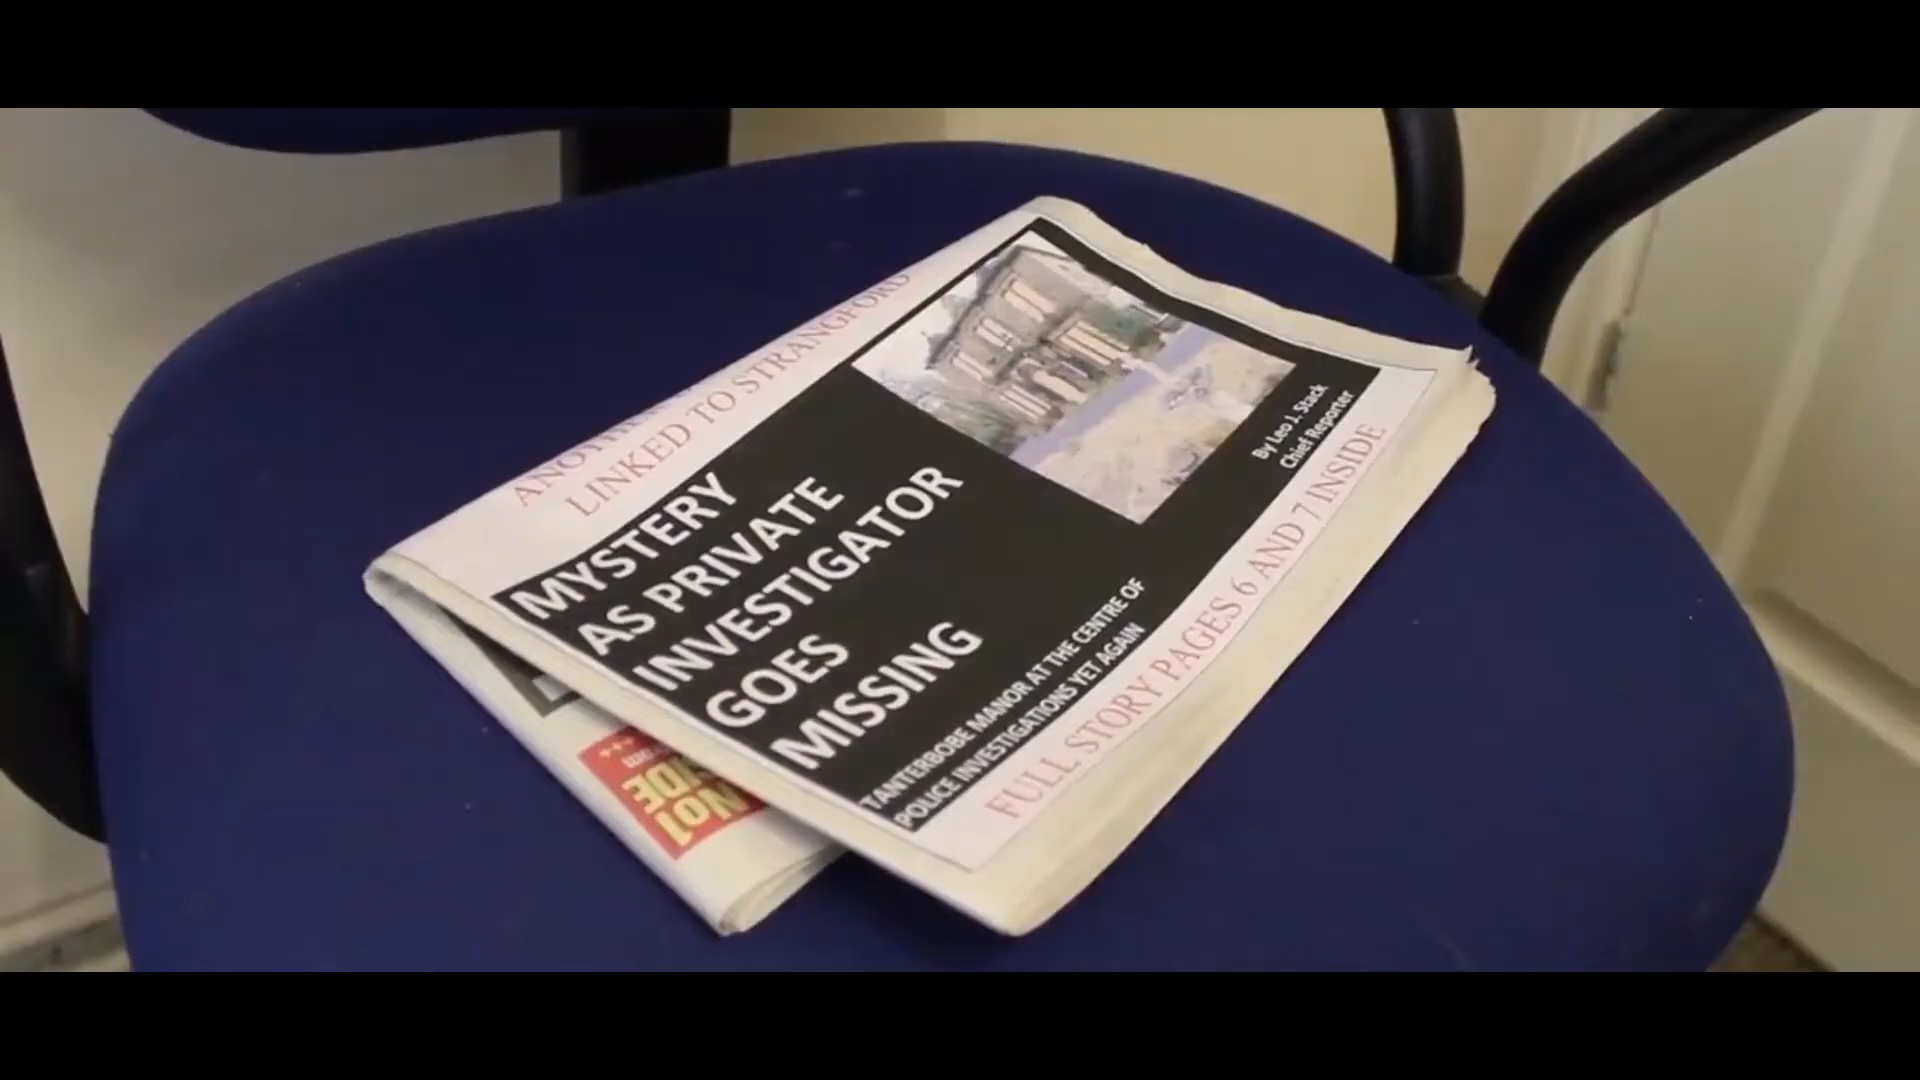 LINKED TO STRANGFORD
MYSTERY
AS PRIVATE
INVESTIGATOR
GOES
MISSING
By Leo J. Stack
Chief Reporter
TANTERBOBE MANOR AT THE CENTRE OF
POLICE INVESTIGATIONS YET AGAIN
FULL STORY PAGES 6 AND 7 INSIDE
No1